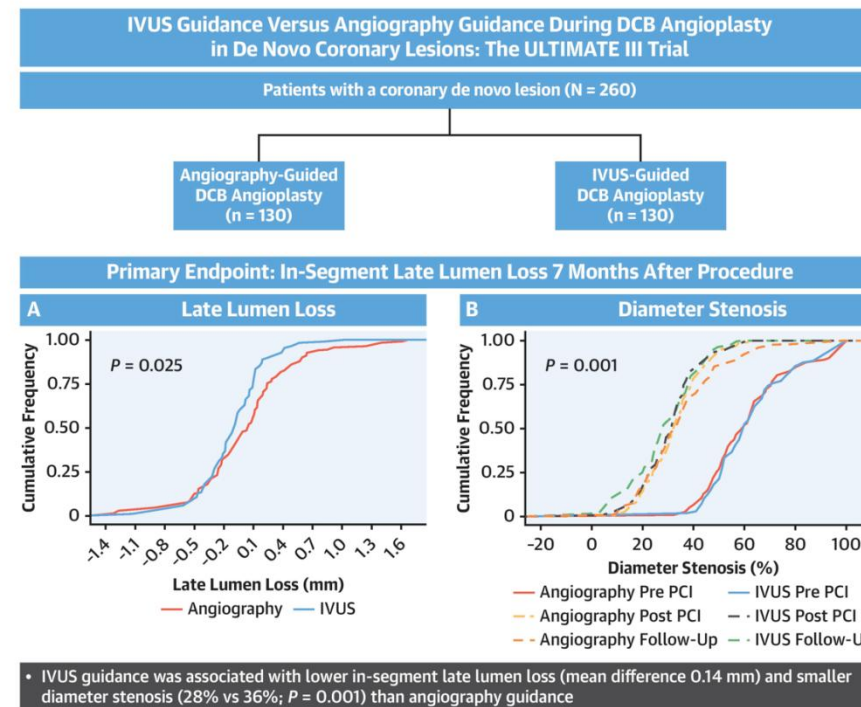 IVUS Guidance Versus Angiography Guidance During DCB Angioplasty
in De Novo Coronary Lesions: The ULTIMATE III Trial
Patients with a coronary de novo lesion (N = 260)
Angiography-Guided
DCB Angioplasty
(n = 130)
IVUS-Guided
DCB Angioplasty
(n = 130)
Primary Endpoint: In-Segment Late Lumen Loss 7 Months After Procedure
A
Late Lumen Loss
Cumulative Frequency
1.00
0.75
0.50
0.25
0
P = 0.025
-1.4
-1.1
-0.8
-0.5
-0.2
0.1
0.4
0.7
1.0
1.3
1.6
Late Lumen Loss (mm)
Angiography
IVUS
B
Diameter Stenosis
Cumulative Frequency
1.00
0.75
0.50
0.25
0
P = 0.001
-20
0
20
40
60
80
100
Diameter Stenosis (%)
Angiography Pre PCI
IVUS Pre PCI
Angiography Post PCI
IVUS Post PCI
Angiography Follow-Up
IVUS Follow-U
• IVUS guidance was associated with lower in-segment late lumen loss (mean difference 0.14 mm) and smaller
diameter stenosis (28% vs 36%; P = 0.001) than angiography guidance